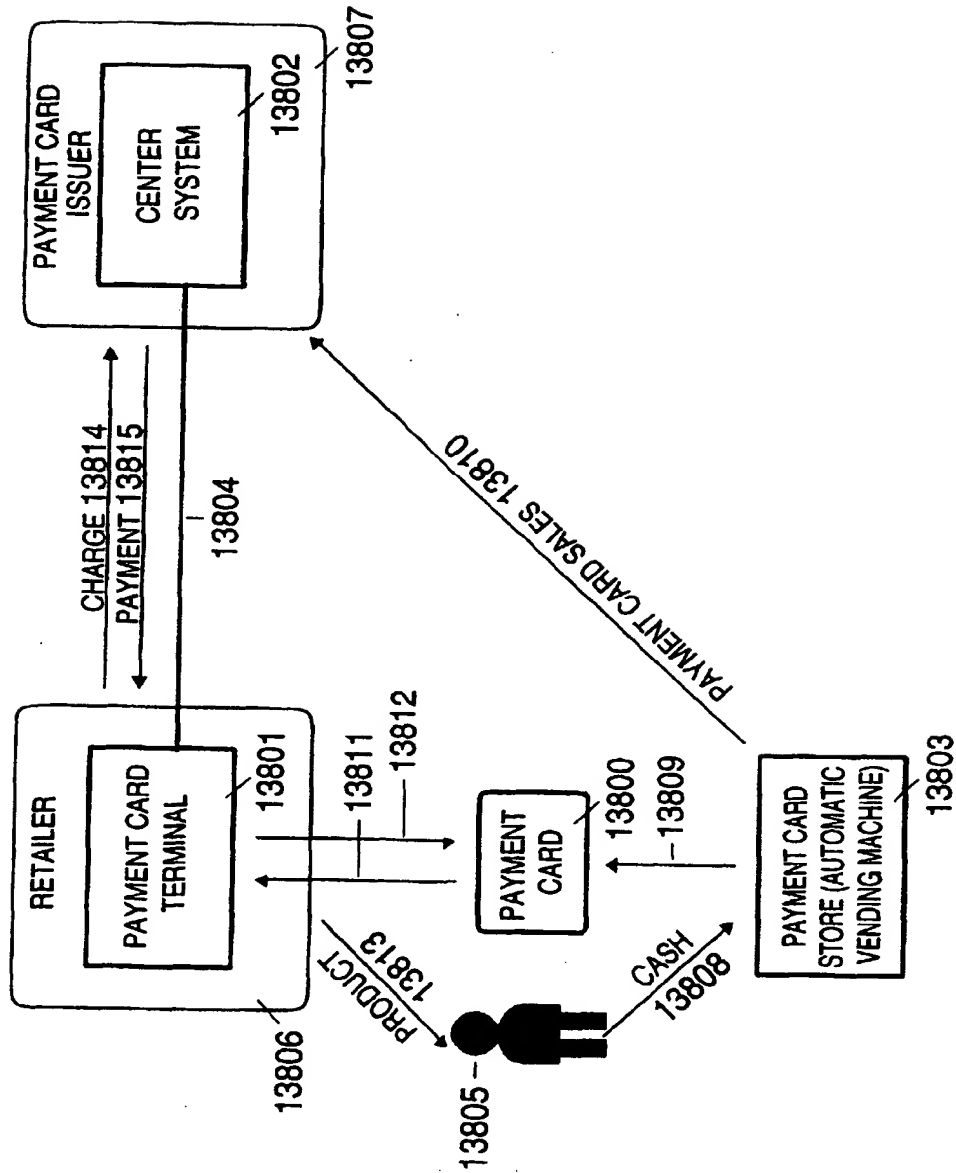 RETAILER
PAYMENT CARD
TERMINAL
13801
13806
CHARGE 13814
PAYMENT 13815
13804
PAYMENT CARD
ISSUER
CENTER
SYSTEM
13802
13807
13811
13812
PRODUCT
13813
13805
PAYMENT
CARD
13800
13809
CASH
13808
PAYMENT CARD SALES 13810
PAYMENT CARD
STORE (AUTOMATIC
VENDING MACHINE)
13803